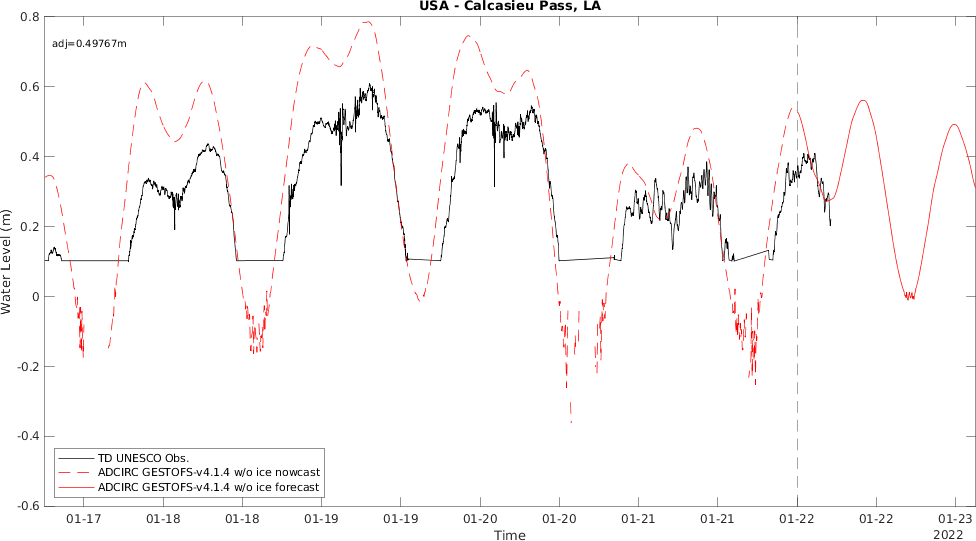 USA - Calcasieu Pass, LA
adj=0.49767m
0.8
0.6
0.4
0.2
0
-0.2
-0.4
-0.6
Water Level (m)
TD UNESCO Obs.
ADCIRC GESTOFS-v4.1.4 w/o ice nowcast
ADCIRC GESTOFS-v4.1.4 w/o ice forecast
01-17 01-18 01-18 01-19 01-19 01-20 01-20 01-21 01-21 01-22 01-22 01-23
Time
2022